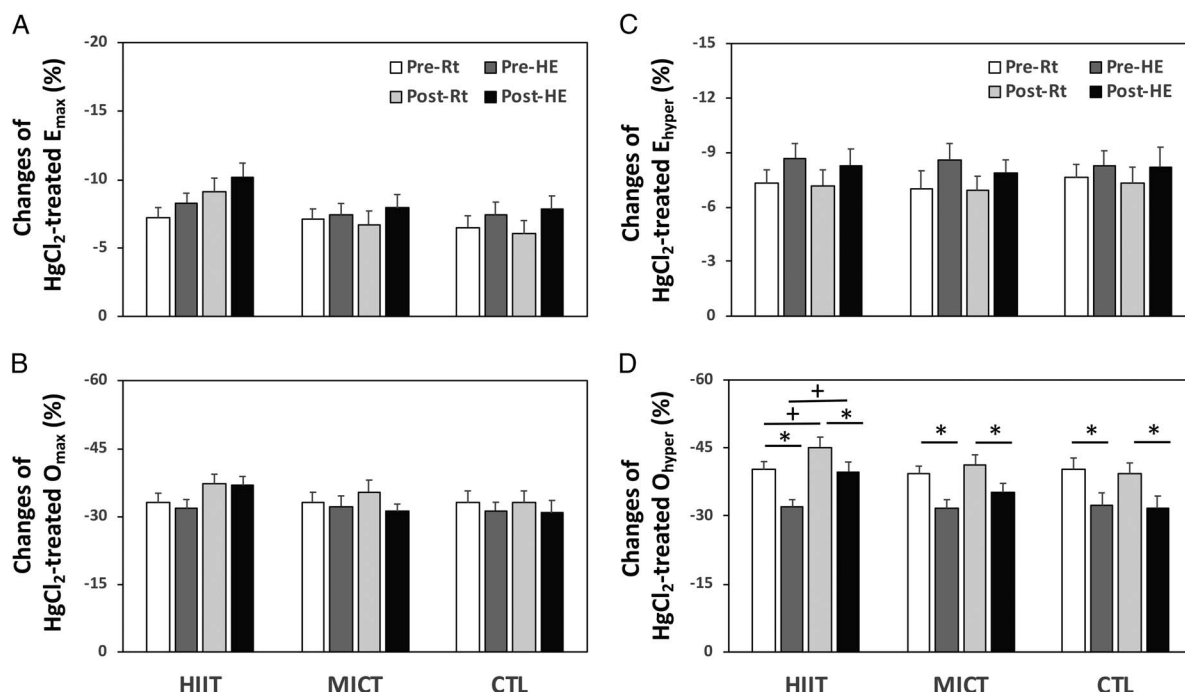 A
Changes of
HgCl₂-treated Eₘₐₓ (%)
-20
-15
-10
-5
0
Pre-Rt
Pre-HE
Post-Rt
Post-HE
C
Changes of
HgCl₂-treated E_hyper (%)
-15
-12
-9
-6
-3
0
Pre-Rt
Pre-HE
Post-Rt
Post-HE
B
Changes of
HgCl₂-treated Oₘₐₓ (%)
-60
-45
-30
-15
0
HIIT
MICT
CTL
D
Changes of
HgCl₂-treated O_hyper (%)
-60
-45
-30
-15
0
+
+
*
*
*
*
*
*
HIIT
MICT
CTL